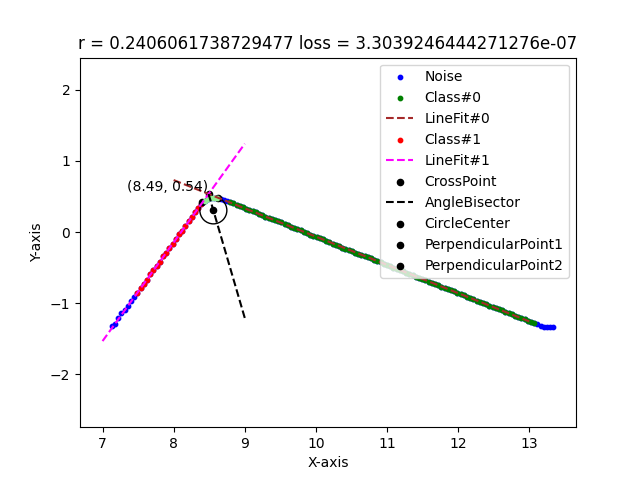 r = 0.2406061738729477 loss = 3.3039246444271276e-07
Y-axis
2
1
0
−1
−2
(8.49, 0.54)
Noise
Class#0
LineFit#0
Class#1
LineFit#1
CrossPoint
AngleBisector
CircleCenter
PerpendicularPoint1
PerpendicularPoint2
7 8 9 10 11 12 13
X-axis